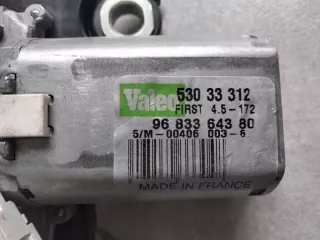 Valeo 530 33 312
FIRST 4.5-172
96 833 643 80
5/M-00406 003-6
MADE IN FRANCE